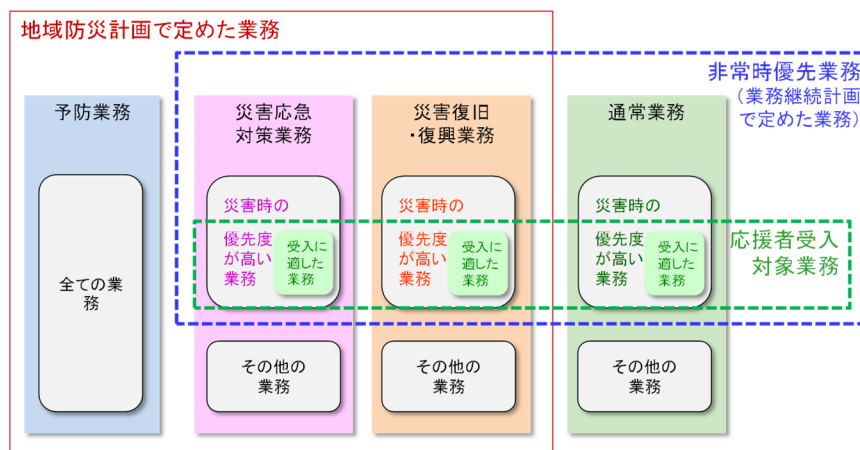 地域防災計画で定めた業務
非常時優先業務
（業務継続計画
で定めた業務）
予防業務
全ての業
務
災害応急
対策業務
災害時の
優先度
が高い
業務
受入に
適した
業務
その他の
業務
災害復旧
・復興業務
災害時の
優先度
が高い
業務
受入に
適した
業務
その他の
業務
通常業務
災害時の
優先度
が高い
業務
受入に
適した
業務
その他の
業務
応援者受入
対象業務